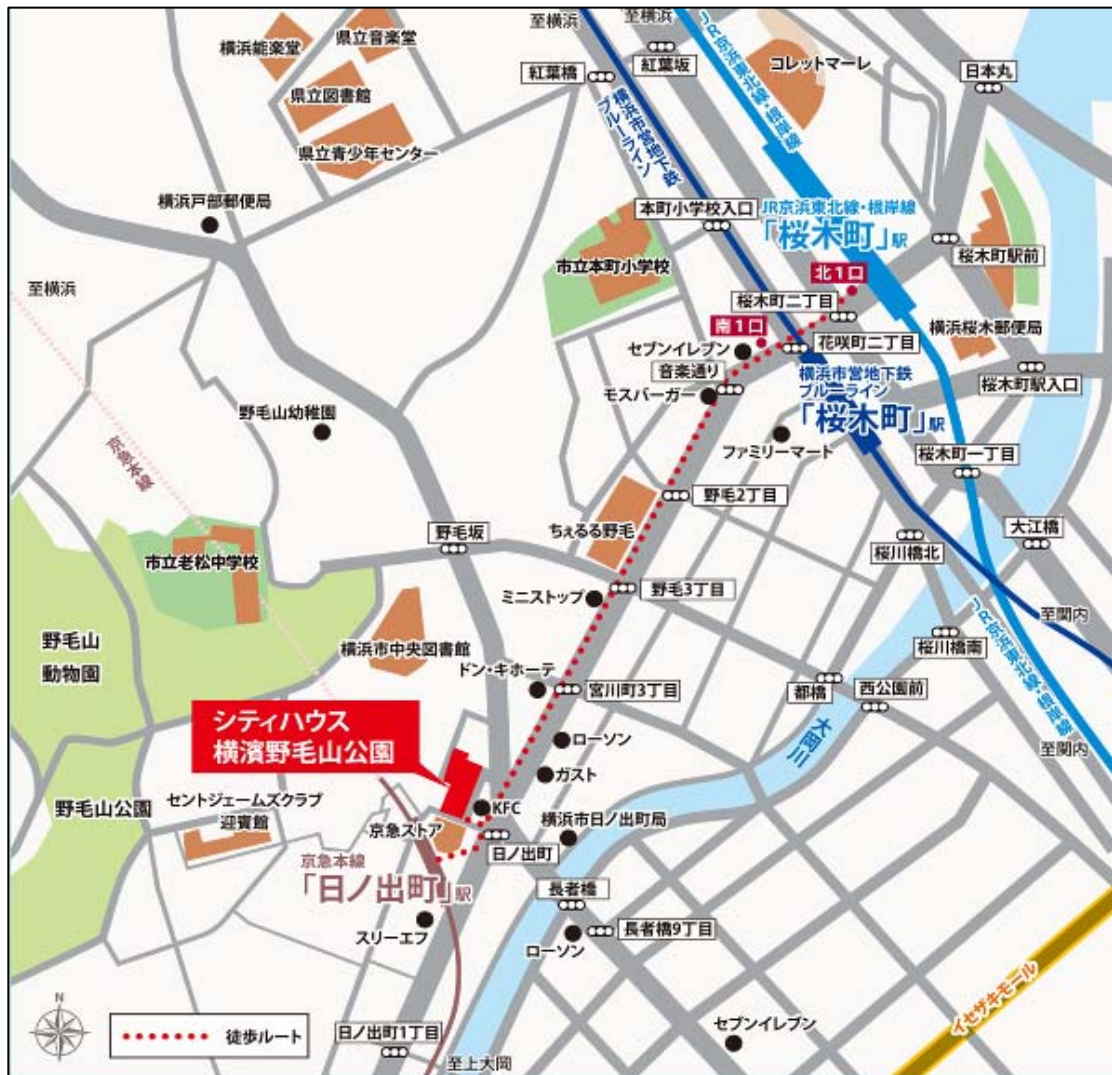 至横浜
至横浜
JR京浜東北線・根岸線
県立音楽堂
横浜能楽堂
紅葉橋
紅葉坂
コレットマーレ
日本丸
県立図書館
横浜市営地下鉄
ブルーライン
県立青少年センター
横浜戸部郵便局
本町小学校入口
JR京浜東北線・根岸線
「桜木町」駅
桜木町駅前
市立本町小学校
至横浜
北1口
桜木町二丁目
南1口
横浜桜木郵便局
セブンイレブン
花咲町二丁目
音楽通り
横浜市営地下鉄
ブルーライン
「桜木町」駅
桜木町駅入口
モスバーガー
野毛山幼稚園
京急本線
ファミリーマート
桜木町一丁目
野毛2丁目
ちぇるる野毛
野毛坂
大江橋
桜川橋北
市立老松中学校
ミニストップ
野毛3丁目
至関内
野毛山
動物園
横浜市中央図書館
桜川橋南
JR京浜東北線・根岸線
ドン・キホーテ
宮川町3丁目
都橋
西公園前
シティハウス
横濱野毛山公園
ローソン
大岡川
至関内
ガスト
野毛山公園
セントジェームズクラブ
迎賓館
KFC
京急ストア
横浜市日ノ出町局
日ノ出町
京急本線
「日ノ出町」駅
長者橋
スリーエフ
ローソン
長者橋9丁目
イセザキモール
N
徒歩ルート
日ノ出町1丁目
セブンイレブン
至上大岡